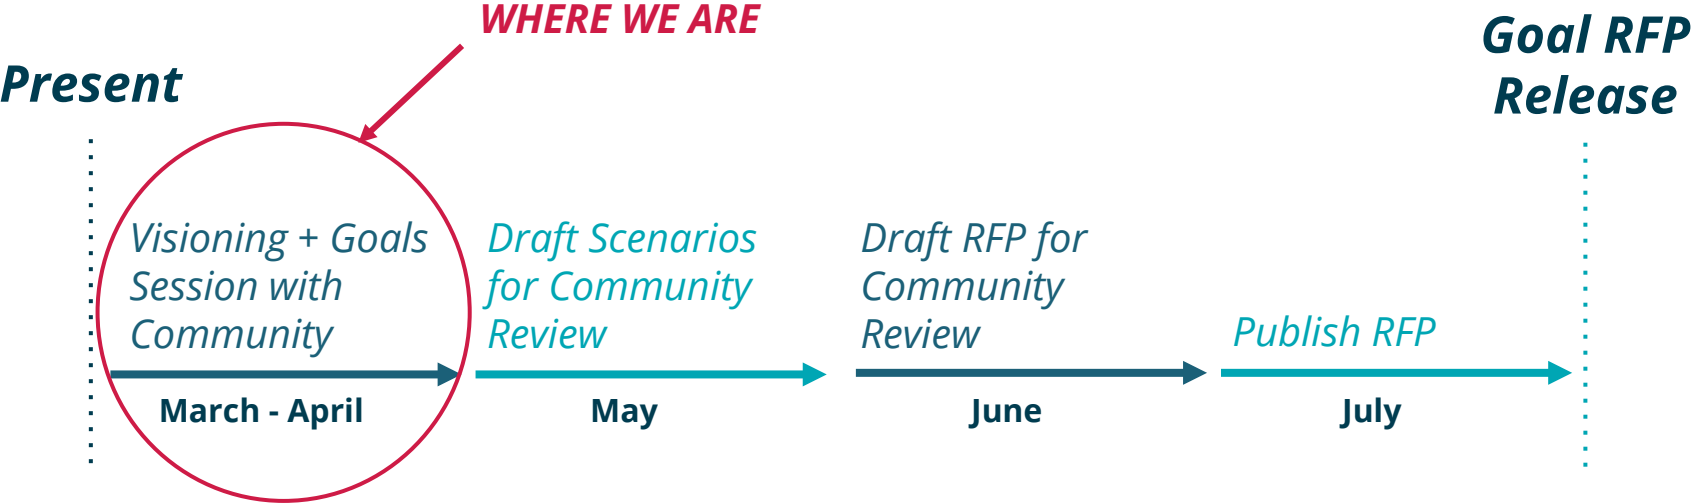 WHERE WE ARE
Present
Goal RFP
Release
Visioning + Goals
Session with
Community
March - April
Draft Scenarios
for Community
Review
May
Draft RFP for
Community
Review
June
Publish RFP
July